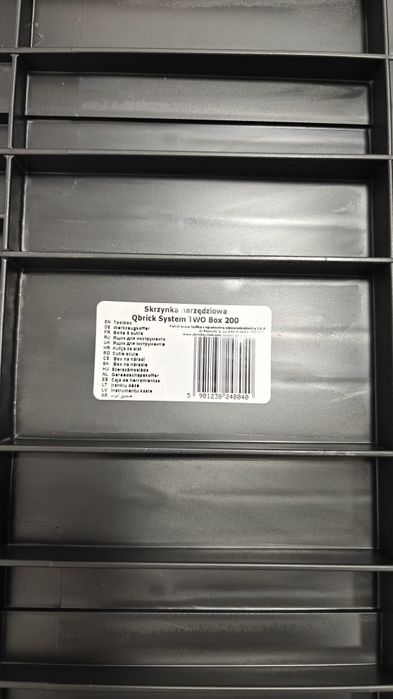 Skrzynka narzędziowa
Qbrick System TWO Box 200
EN Toolbox
DE Werkzeugkoffer
FR Boite à outils
RU Ящик для инструмента
UK Ящик для інструментів
HR Kutija za alat
RO Cutie scule
CS Box na nářadí
SK Box na náradie
HU Szerszámosláda
NL Gereedschapskoffer
ES Caja de herramientas
LT Įrankių dėžė
LV Instrumentu kaste
AR
5 901238 248040